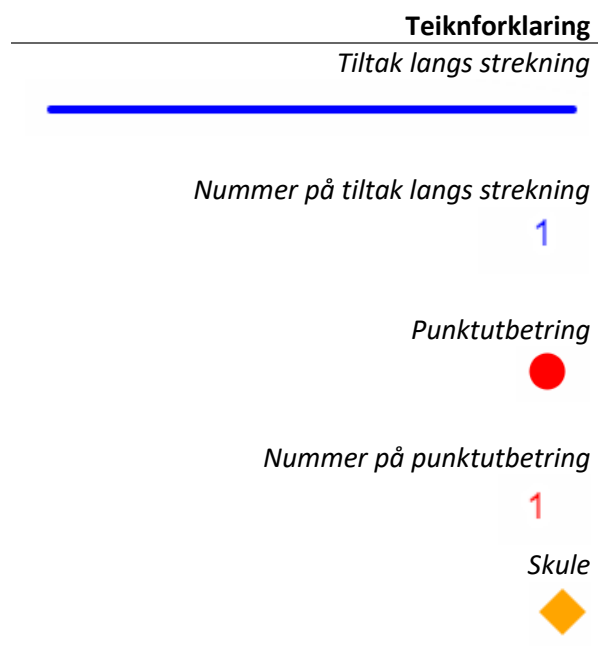 Teiknforklaring
Tiltak langs strekning
Nummer på tiltak langs strekning
1
Punktutbetring
Nummer på punktutbetring
1
Skule